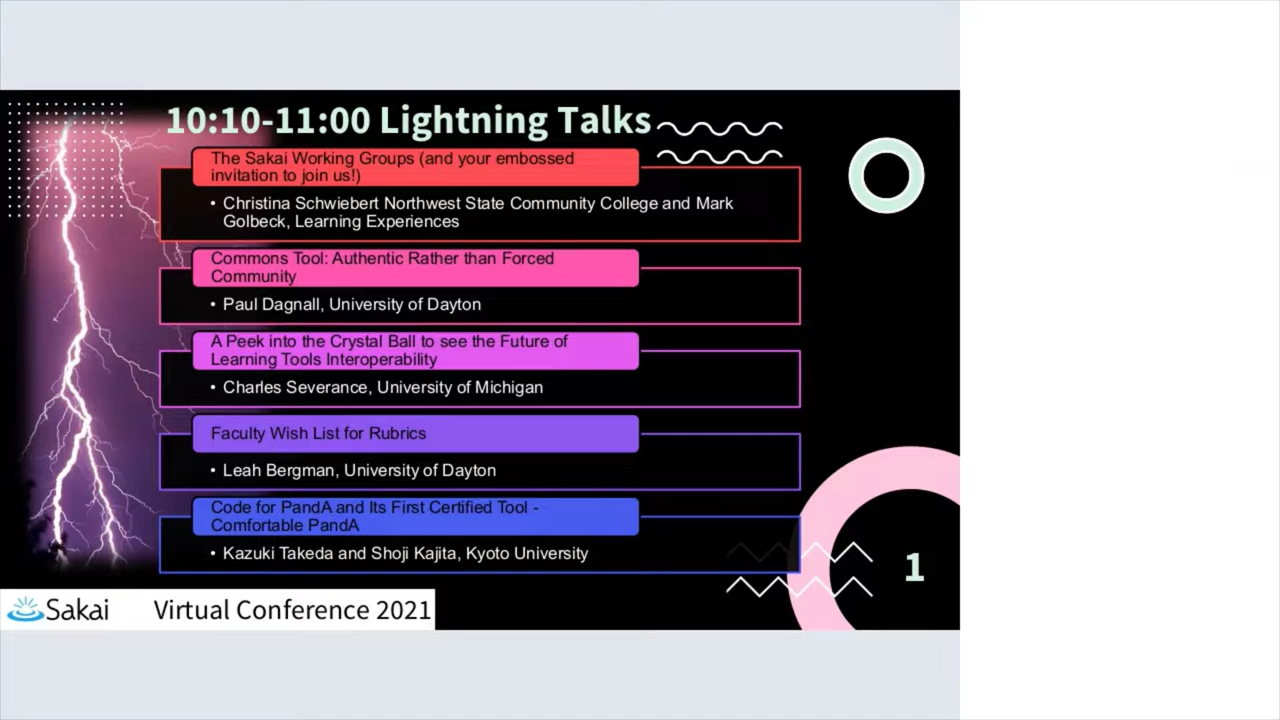 10:10-11:00 Lightning Talks
The Sakai Working Groups (and your embossed
invitation to join us!)
• Christina Schwiebert Northwest State Community College and Mark
Golbeck, Learning Experiences
Commons Tool: Authentic Rather than Forced
Community
• Paul Dagnall, University of Dayton
A Peek into the Crystal Ball to see the Future of
Learning Tools Interoperability
• Charles Severance, University of Michigan
Faculty Wish List for Rubrics
• Leah Bergman, University of Dayton
Code for PandA and Its First Certified Tool -
Comfortable PandA
• Kazuki Takeda and Shoji Kajita, Kyoto University
1
Sakai Virtual Conference 2021